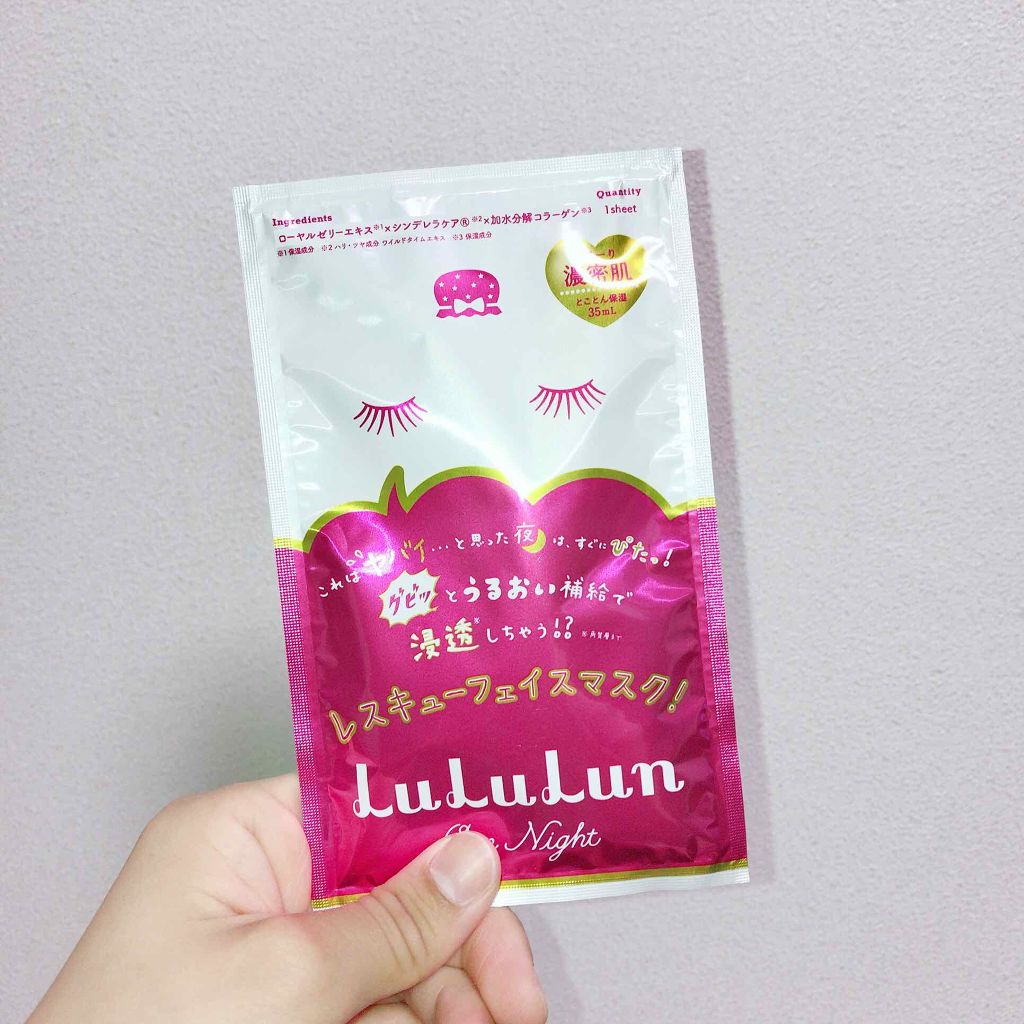 Ingredients
ローヤルゼリーエキス※1×シンデレラケア®※2×加水分解コラーゲン※3
※1 保湿成分 ※2 ハリ・ツヤ成分 ワイルドタイムエキス ※3 保湿成分
Quantity
1sheet
濃密肌
とことん保湿
35mL
これはヤバイ...と思った夜は、すぐにぴたっ!
グビッとうるおい補給で
浸透※しちゃう!? ※角質層まで
レスキューフェイスマスク!
LuLuLun
Night